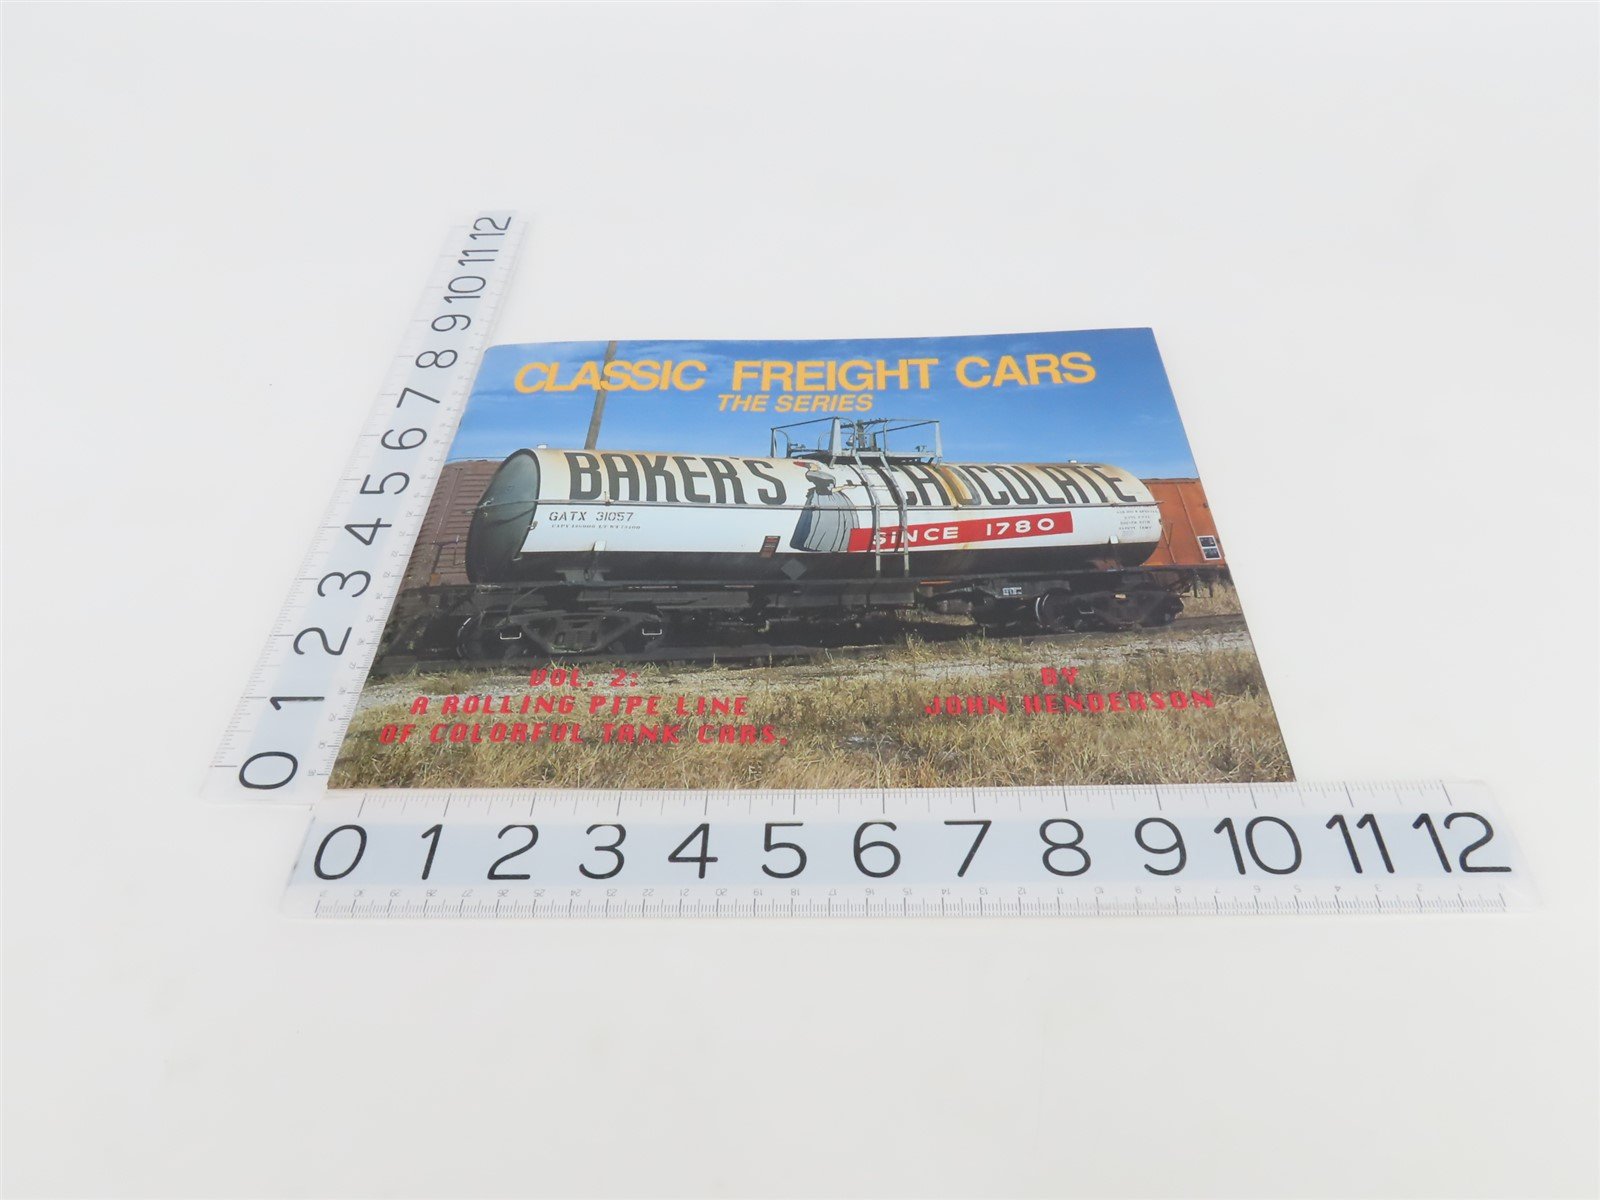 CLASSIC FREIGHT CARS
THE SERIES
BAKER'S CHOCOLATE
GATX 31057
SINCE 1780
VOL. 2:
A ROLLING PIPE LINE
OF COLORFUL TANK CARS.
BY
JOHN HENDERSON
0 1 2 3 4 5 6 7 8 9 10 11 12
0 1 2 3 4 5 6 7 8 9 10 11 12